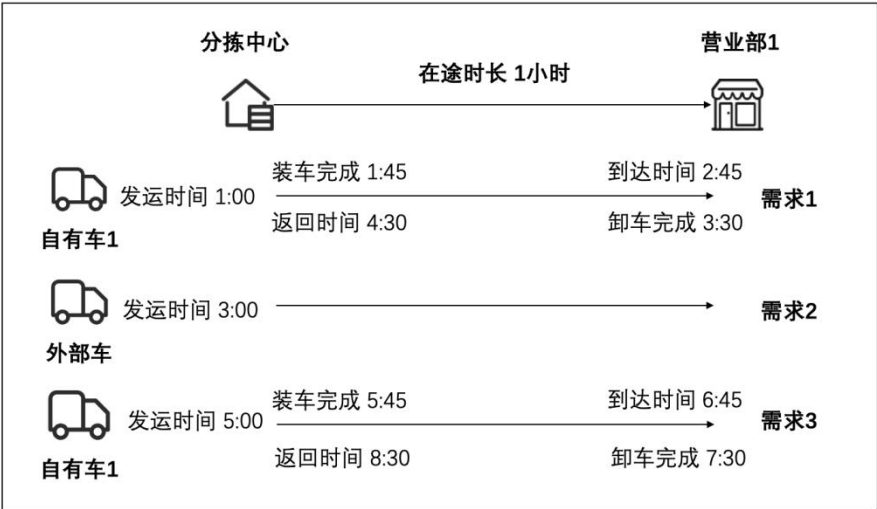 分拣中心
营业部1
在途时长 1小时
装车完成 1:45
到达时间 2:45
发运时间 1:00
需求1
返回时间 4:30
卸车完成 3:30
自有车1
发运时间 3:00
需求2
外部车
装车完成 5:45
到达时间 6:45
发运时间 5:00
需求3
返回时间 8:30
卸车完成 7:30
自有车1